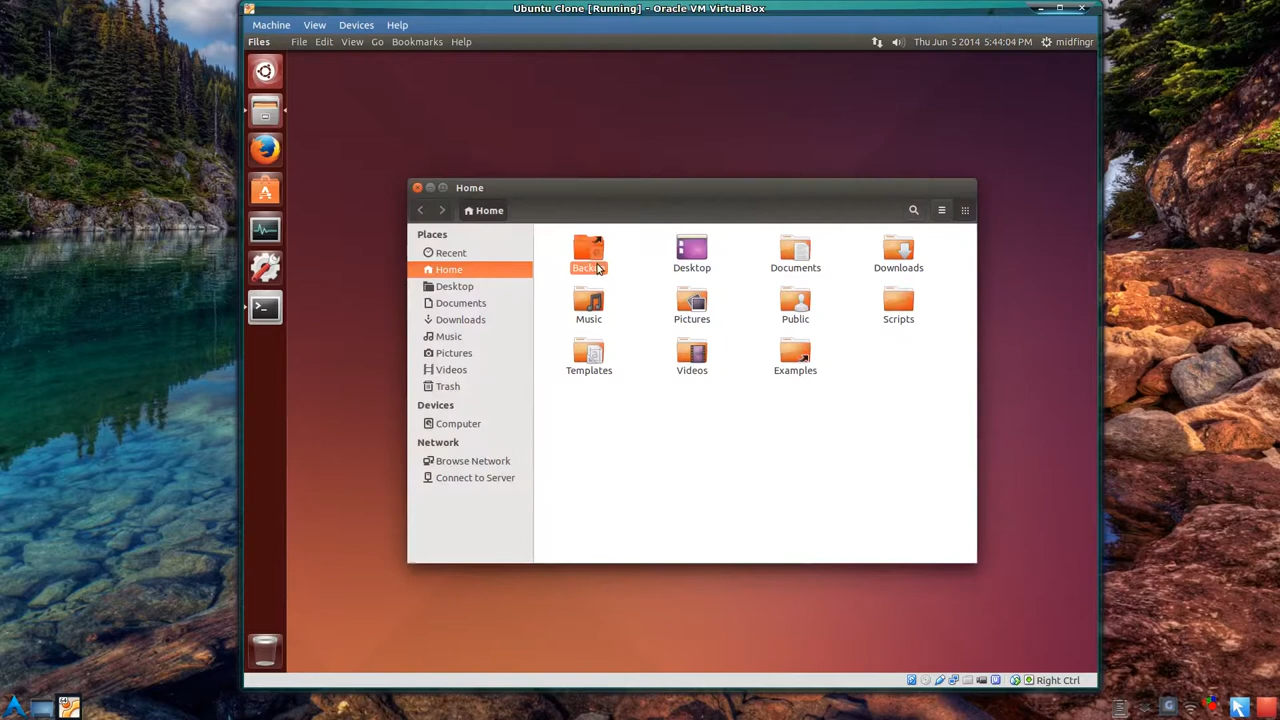 Ubuntu Clone [Running] - Oracle VM VirtualBox
Machine View Devices Help
Files File Edit View Go Bookmarks Help Thu Jun 5 2014 5:44:04 PM midfingr
Home
Home
Places
Recent
Home
Desktop
Documents
Downloads
Music
Pictures
Videos
Trash
Devices
Computer
Network
Browse Network
Connect to Server
Desktop Documents Downloads
Music Pictures Public Scripts
Templates Videos Examples
Right Ctrl